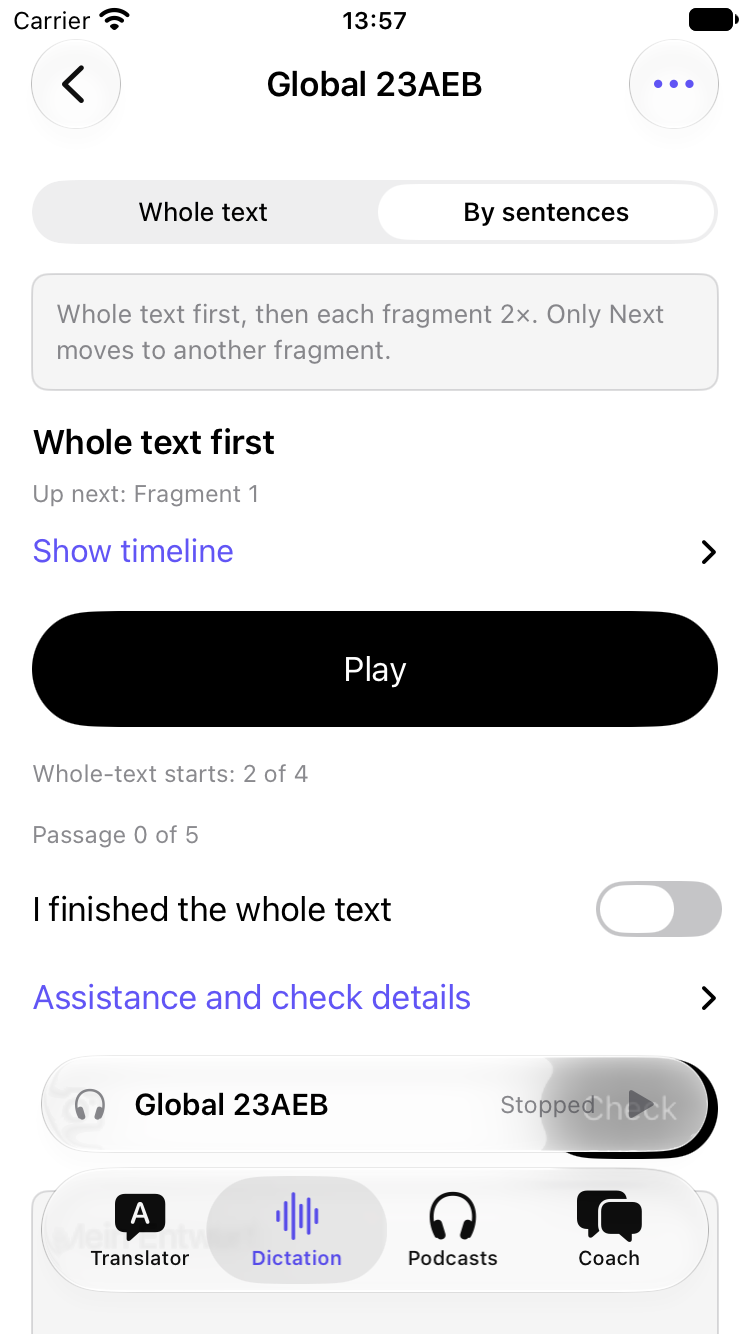 Carrier 13:57
Global 23AEB
Whole text By sentences
Whole text first, then each fragment 2×. Only Next
moves to another fragment.
Whole text first
Up next: Fragment 1
Show timeline
Play
Whole-text starts: 2 of 4
Passage 0 of 5
I finished the whole text
Assistance and check details
Global 23AEB Stopped Check
Mein Entwurf
A
Translator Dictation Podcasts Coach